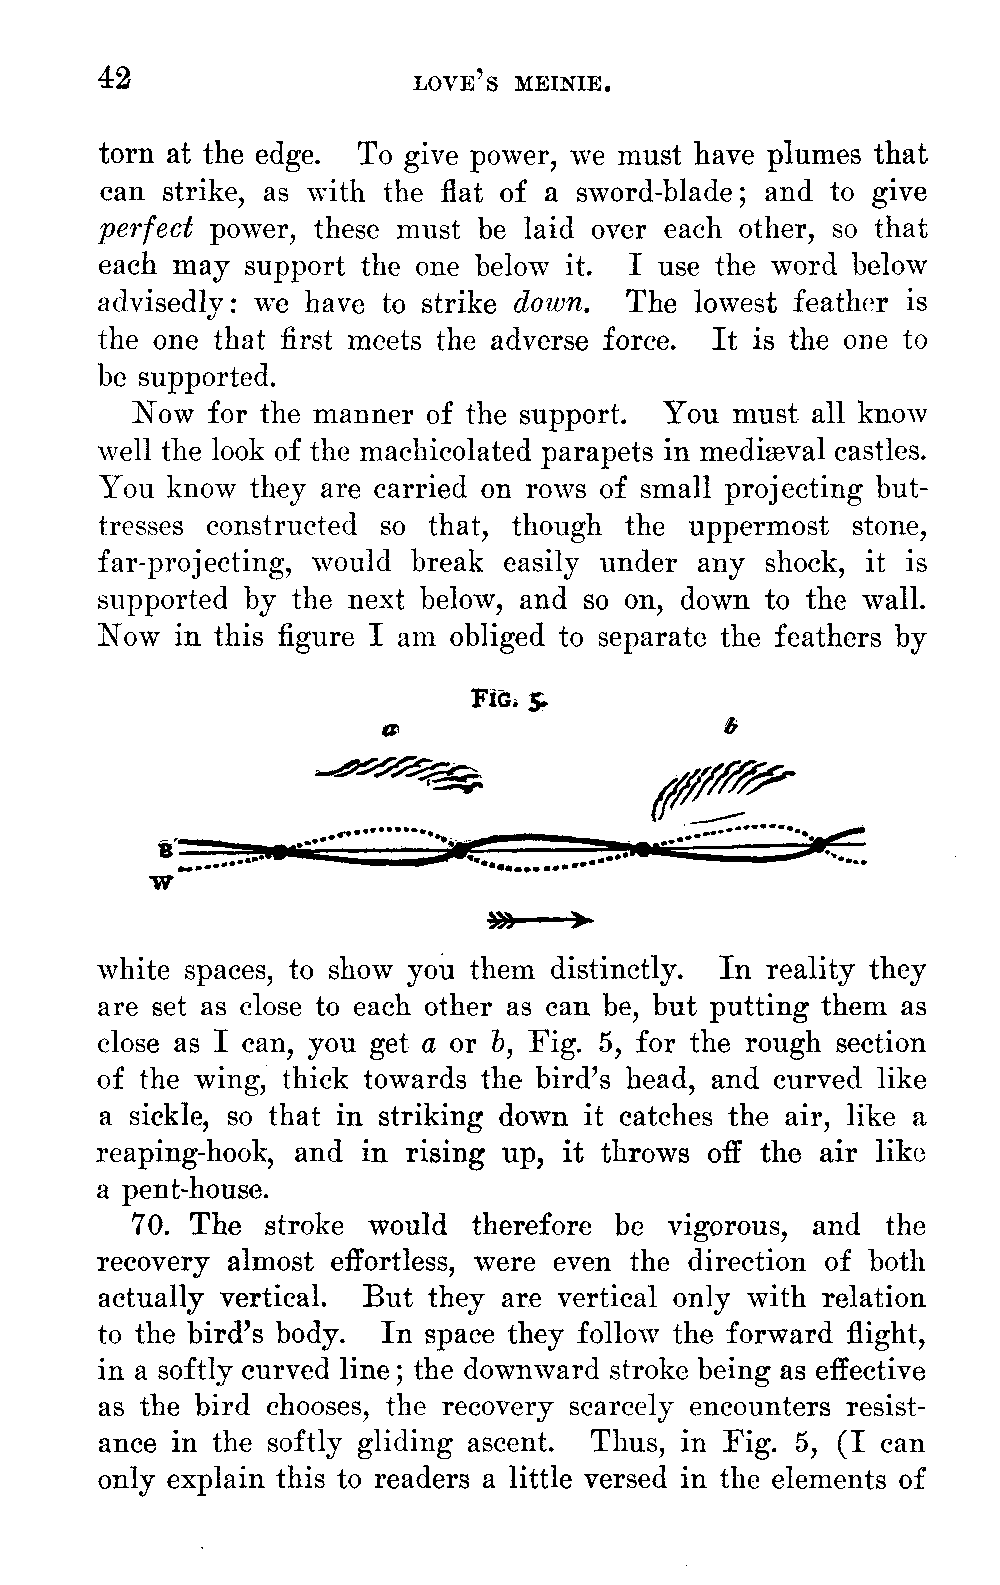 42
LOVE'S MEINIE.
torn at the edge. To give power, we must have plumes that
can strike, as with the flat of a sword-blade; and to give
perfect power, these must be laid over each other, so that
each may support the one below it. I use the word below
advisedly: we have to strike down. The lowest feather is
the one that first meets the adverse force. It is the one to
be supported.
Now for the manner of the support. You must all know
well the look of the machicolated parapets in mediæval castles.
You know they are carried on rows of small projecting but-
tresses constructed so that, though the uppermost stone,
far-projecting, would break easily under any shock, it is
supported by the next below, and so on, down to the wall.
Now in this figure I am obliged to separate the feathers by
FIG. 5.
a b
B
W
white spaces, to show you them distinctly. In reality they
are set as close to each other as can be, but putting them as
close as I can, you get a or b, Fig. 5, for the rough section
of the wing, thick towards the bird's head, and curved like
a sickle, so that in striking down it catches the air, like a
reaping-hook, and in rising up, it throws off the air like
a pent-house.
70. The stroke would therefore be vigorous, and the
recovery almost effortless, were even the direction of both
actually vertical. But they are vertical only with relation
to the bird's body. In space they follow the forward flight,
in a softly curved line; the downward stroke being as effective
as the bird chooses, the recovery scarcely encounters resist-
ance in the softly gliding ascent. Thus, in Fig. 5, (I can
only explain this to readers a little versed in the elements of